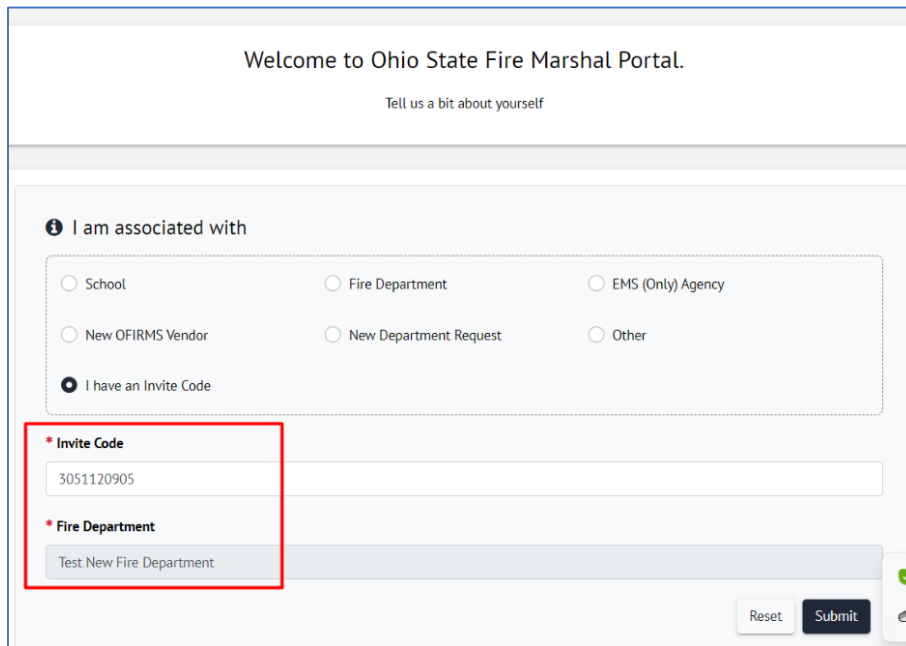 Welcome to Ohio State Fire Marshal Portal.
Tell us a bit about yourself
I am associated with
School
Fire Department
EMS (Only) Agency
New OFIRMS Vendor
New Department Request
Other
I have an Invite Code
* Invite Code
3051120905
* Fire Department
Test New Fire Department
Reset
Submit